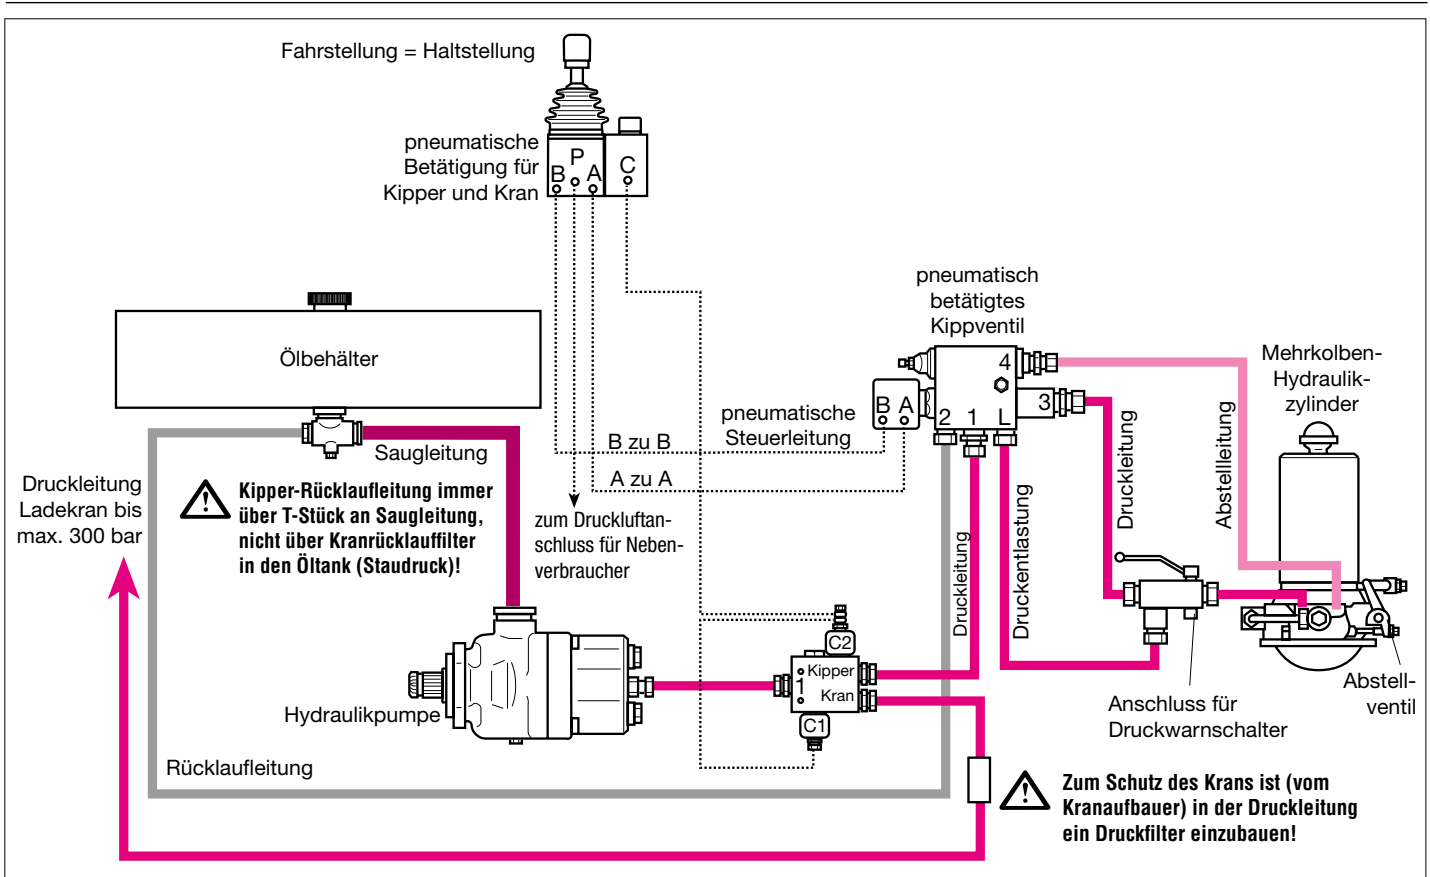 Fahrstellung = Haltstellung
pneumatische
Betätigung für
Kipper und Kran
B
P
A
C
pneumatisch
betätigtes
Kippventil
Ölbehälter
4
Mehrkolben-
Hydraulik-
zylinder
B A
3
2 1 L
pneumatische
Steuerleitung
B zu B
A zu A
Saugleitung
Druckleitung
Abstellleitung
Druckleitung
Ladekran bis
max. 300 bar
Kipper-Rücklaufleitung immer
über T-Stück an Saugleitung,
nicht über Kranrücklauffilter
in den Öltank (Staudruck)!
zum Druckluftan-
schluss für Neben-
verbraucher
Druckleitung
Druckentlastung
C2
Kipper
1
Kran
C1
Hydraulikpumpe
Anschluss für
Druckwarnschalter
Abstell-
ventil
Rücklaufleitung
Zum Schutz des Krans ist (vom
Kranaufbauer) in der Druckleitung
ein Druckfilter einzubauen!